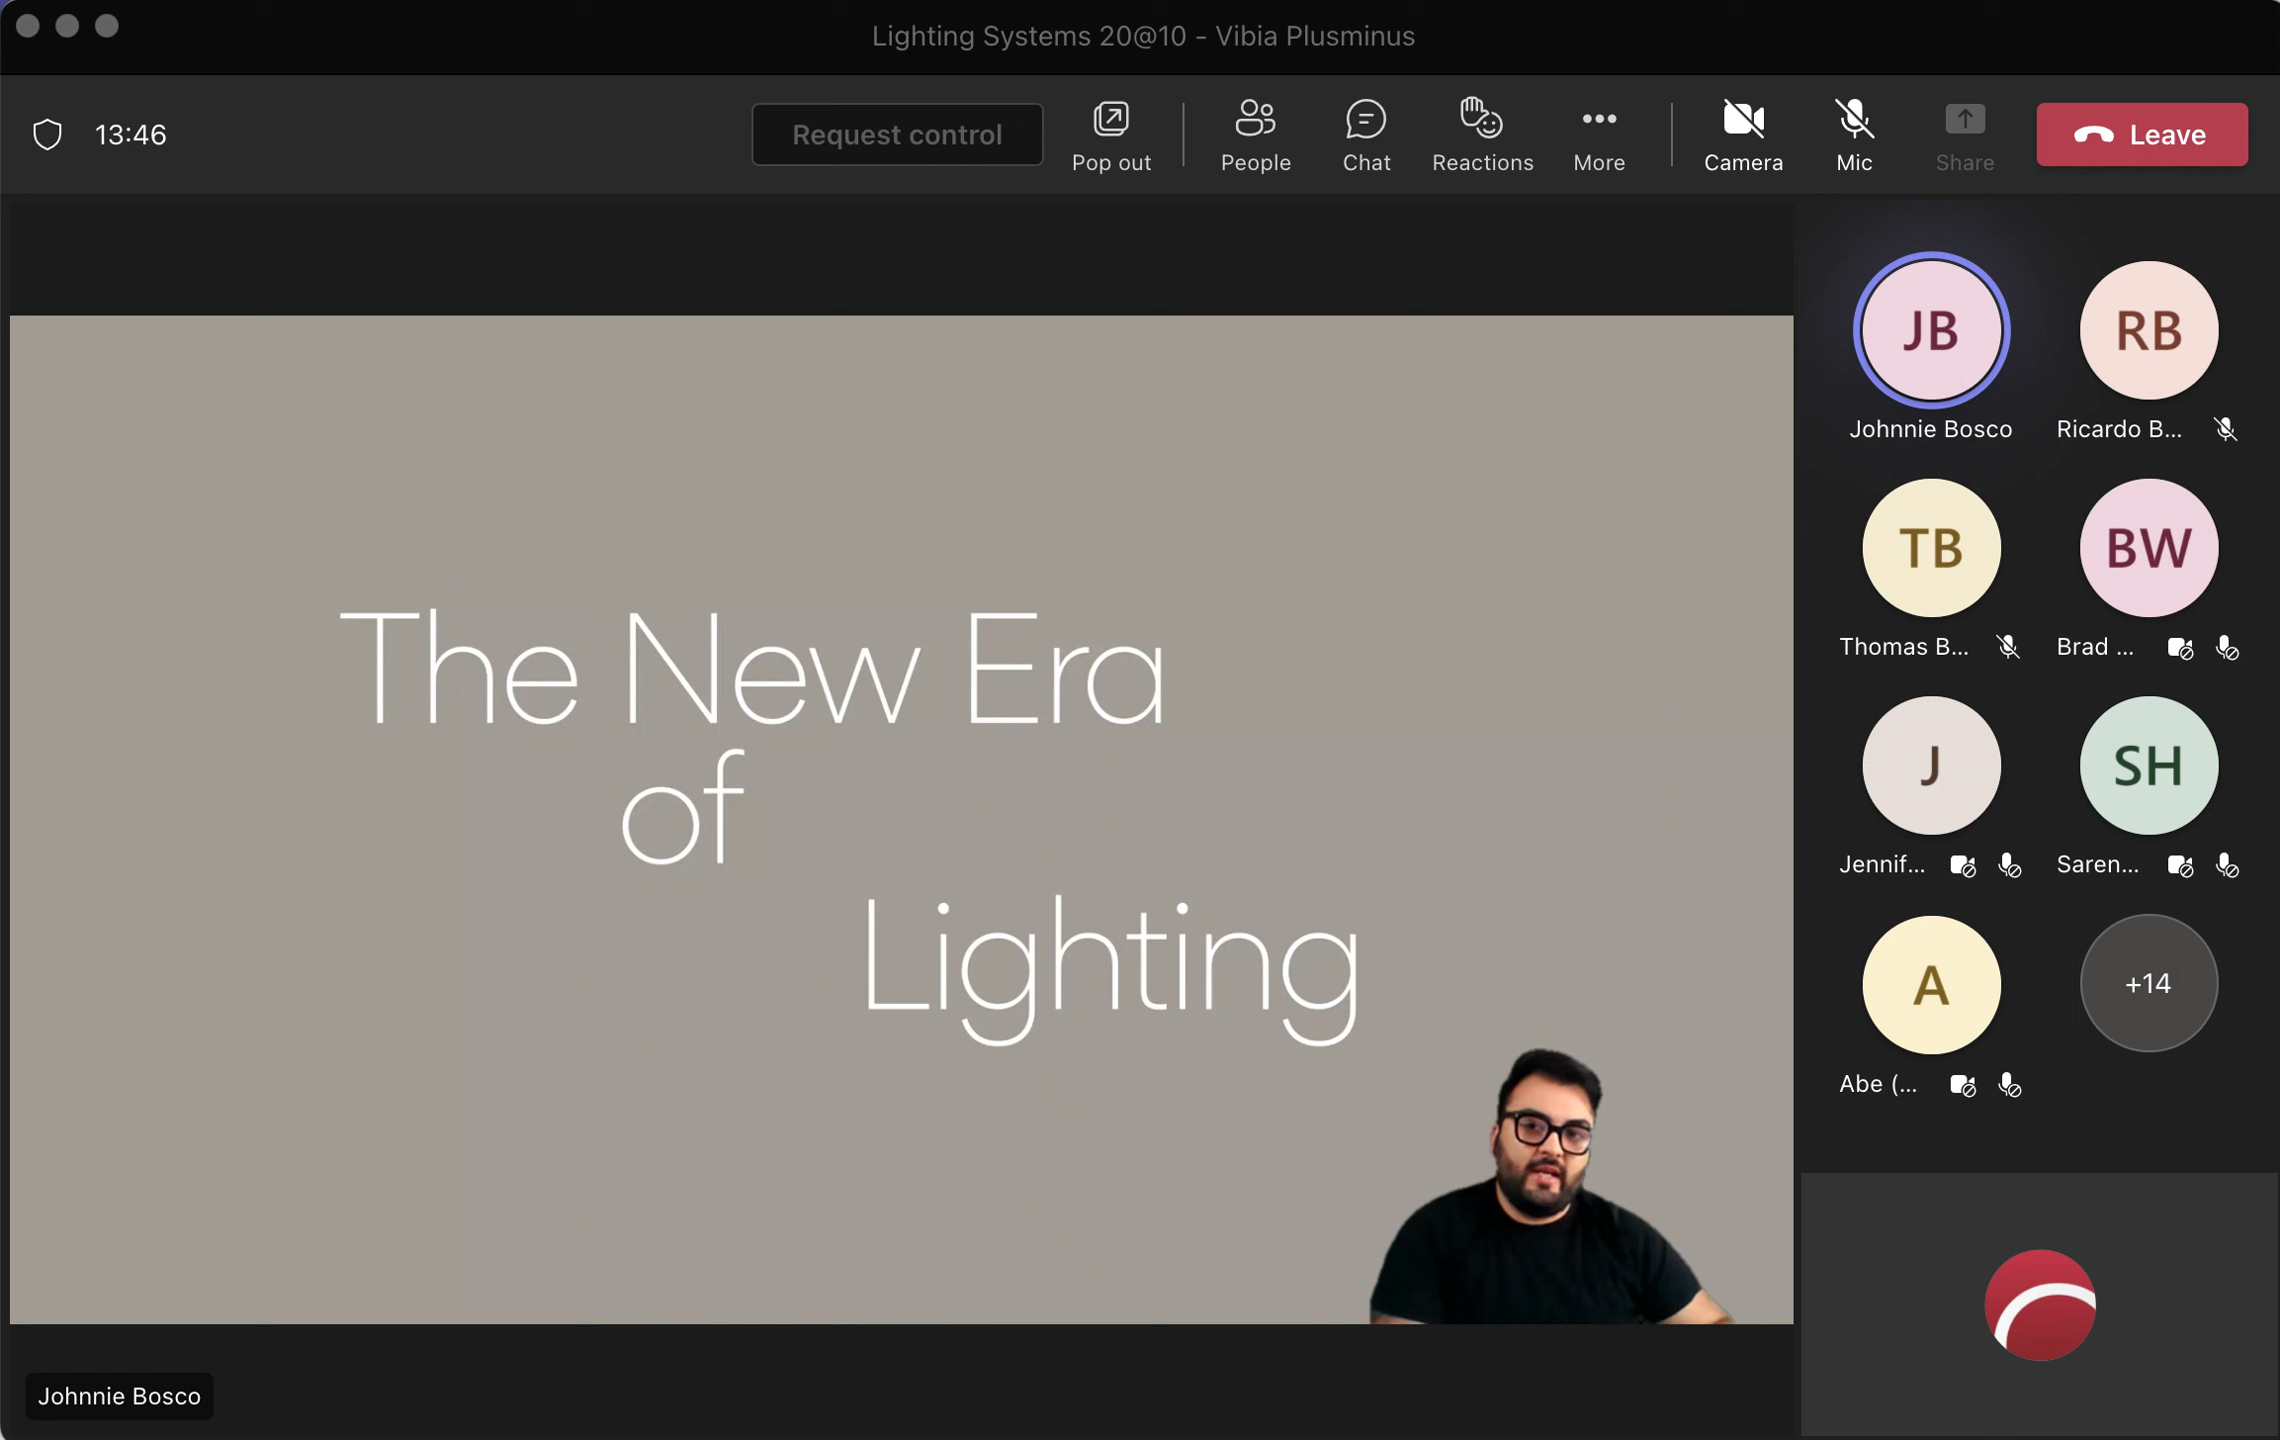 Lighting Systems 20@10 - Vibia Plusminus
13:46
Request control
Pop out
People
Chat
Reactions
More
Camera
Mic
Share
Leave
The New Era
of
Lighting
JB
RB
Johnnie Bosco
Ricardo B...
TB
BW
Thomas B...
Brad ...
J
SH
Jennif...
Saren...
A
+14
Abe (...
Johnnie Bosco